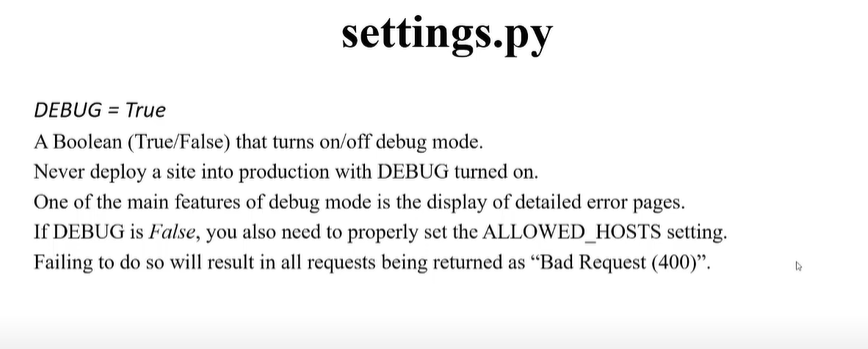 settings.py
DEBUG = True
A Boolean (True/False) that turns on/off debug mode.
Never deploy a site into production with DEBUG turned on.
One of the main features of debug mode is the display of detailed error pages.
If DEBUG is False, you also need to properly set the ALLOWED_HOSTS setting.
Failing to do so will result in all requests being returned as “Bad Request (400)”.